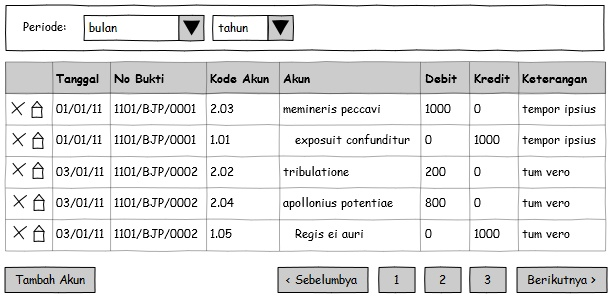 Periode: bulan tahun
Tanggal No Bukti Kode Akun Akun Debit Kredit Keterangan
01/01/11 1101/BJP/0001 2.03 memineris peccavi 1000 0 tempor ipsius
01/01/11 1101/BJP/0001 1.01 exposuit confunditur 0 1000 tempor ipsius
03/01/11 1101/BJP/0002 2.02 tribulatione 200 0 tum vero
03/01/11 1101/BJP/0002 2.04 apollonius potentiae 800 0 tum vero
03/01/11 1101/BJP/0002 1.05 Regis ei auri 0 1000 tum vero
Tambah Akun < Sebelumbya 1 2 3 Berikutnya >